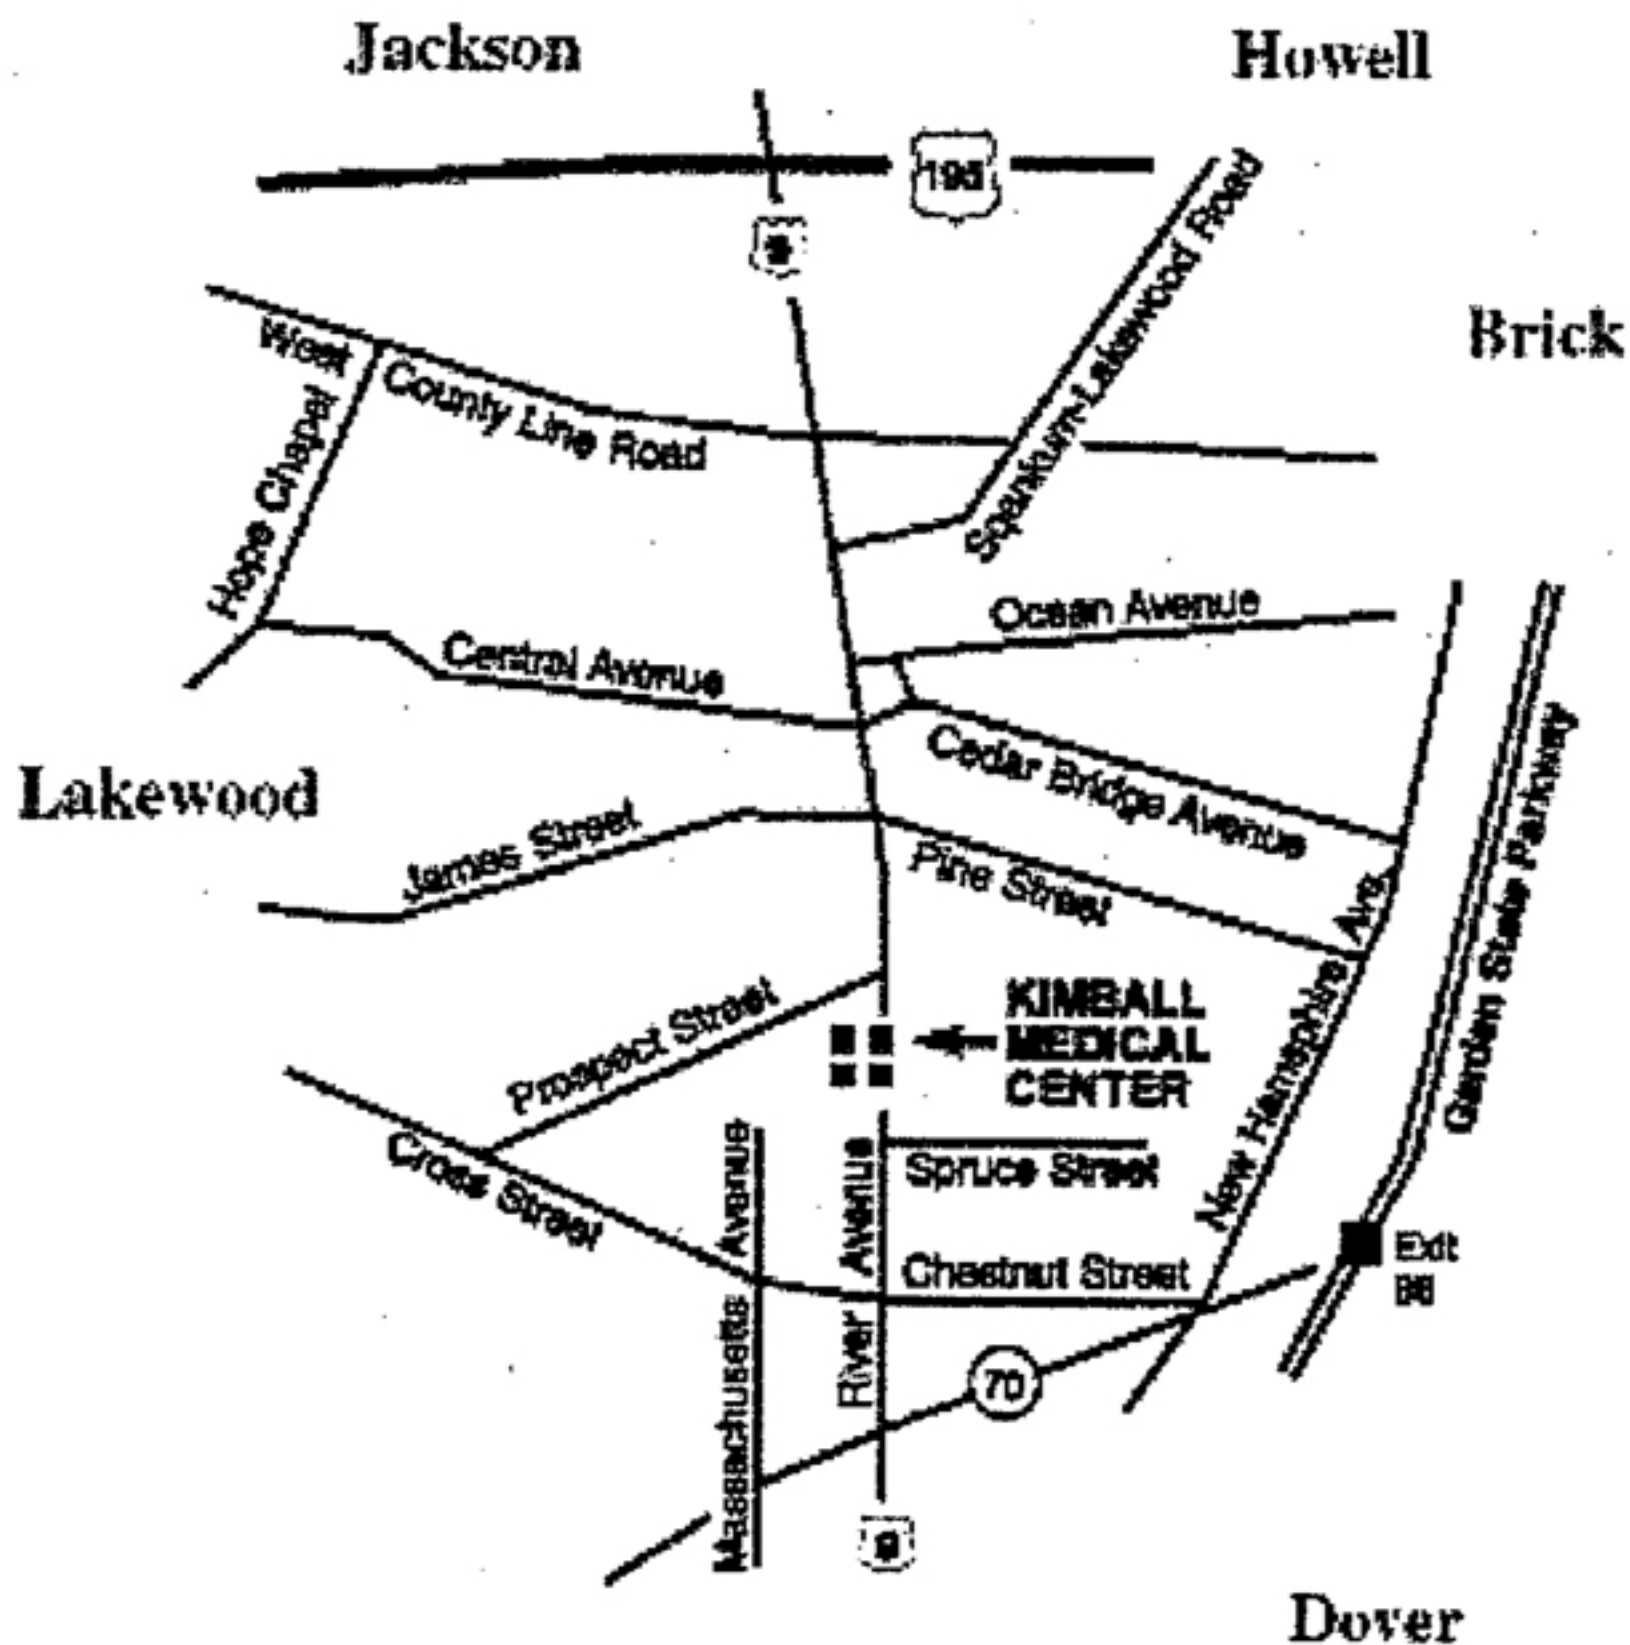 Jackson
Howell
195
9
Squankum-Lakewood Road
Brick
West
County Line Road
Hope Chapel
Ocean Avenue
Central Avenue
Cedar Bridge Avenue
Lakewood
James Street
Pine Street
Garden State Parkway
New Hampshire Ave.
Prospect Street
KIMBALL
MEDICAL
CENTER
Cross Street
Spruce Street
Massachusetts Avenue
River Avenue
Chestnut Street
Exit
70
9
Dover